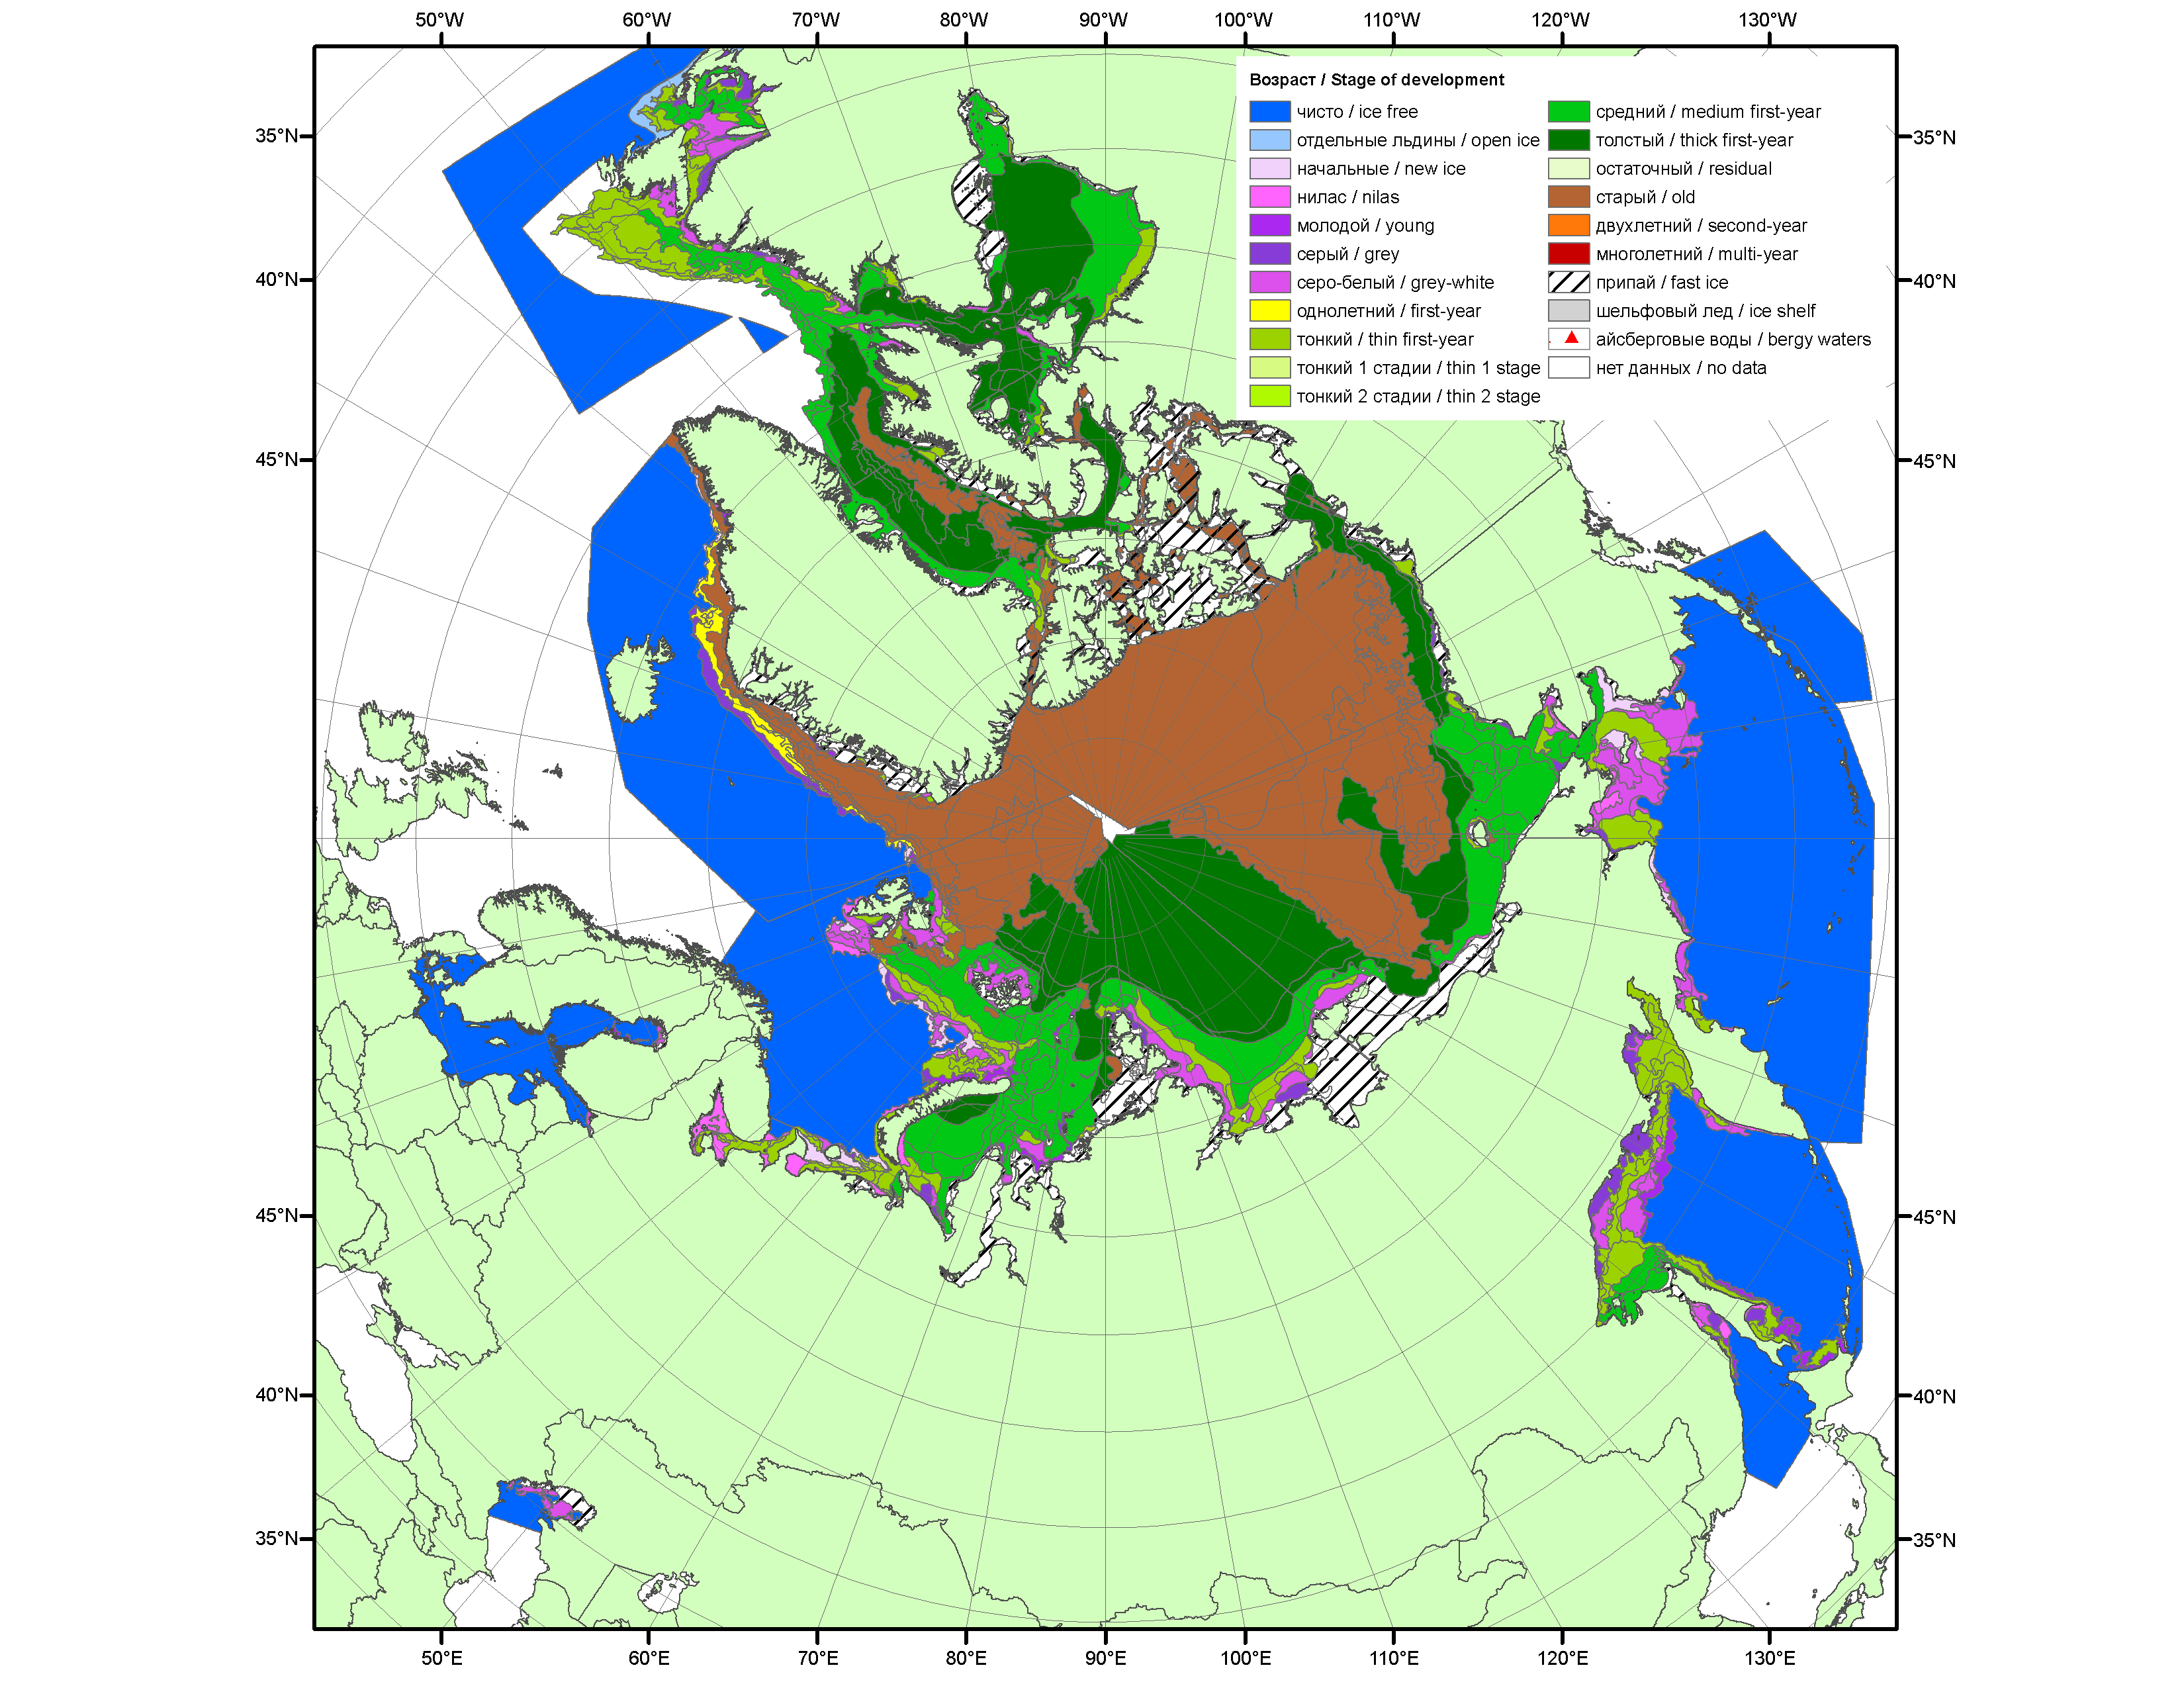 50°W 60°W 70°W 80°W 90°W 100°W 110°W 120°W 130°W
Возраст / Stage of development
чисто / ice free
отдельные льдины / open ice
начальные / new ice
нилас / nilas
молодой / young
серый / grey
серо-белый / grey-white
однолетний / first-year
тонкий / thin first-year
тонкий 1 стадии / thin 1 stage
тонкий 2 стадии / thin 2 stage
средний / medium first-year
толстый / thick first-year
остаточный / residual
старый / old
двухлетний / second-year
многолетний / multi-year
припай / fast ice
шельфовый лед / ice shelf
айсберговые воды / bergy waters
нет данных / no data
35°N 35°N
40°N 40°N
45°N 45°N
45°N 45°N
40°N 40°N
35°N 35°N
50°E 60°E 70°E 80°E 90°E 100°E 110°E 120°E 130°E